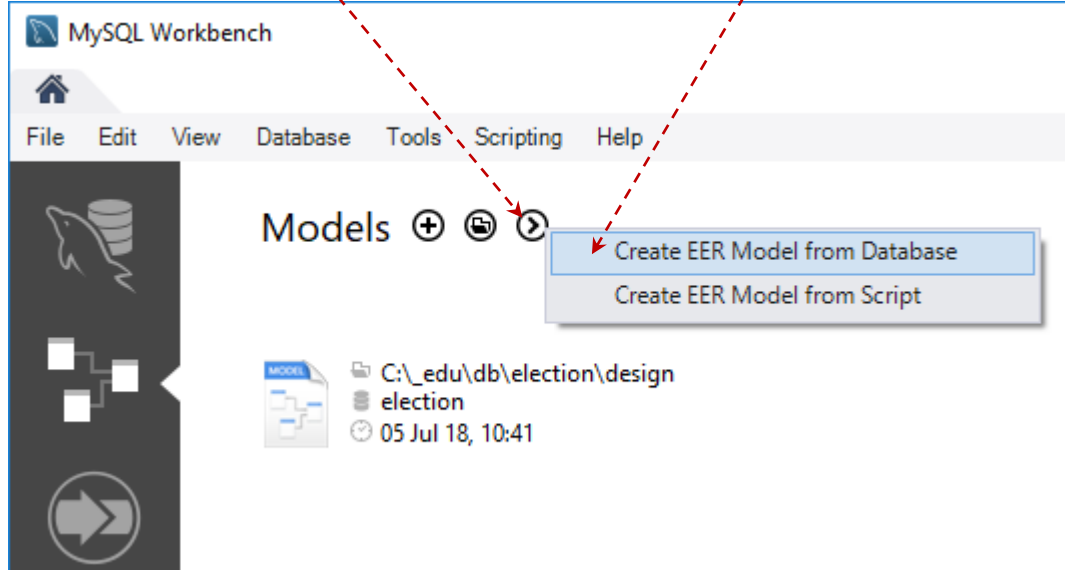 MySQL Workbench
File Edit View Database Tools Scripting Help
Models
Create EER Model from Database
Create EER Model from Script
MODEL
C:\_edu\db\election\design
election
05 Jul 18, 10:41